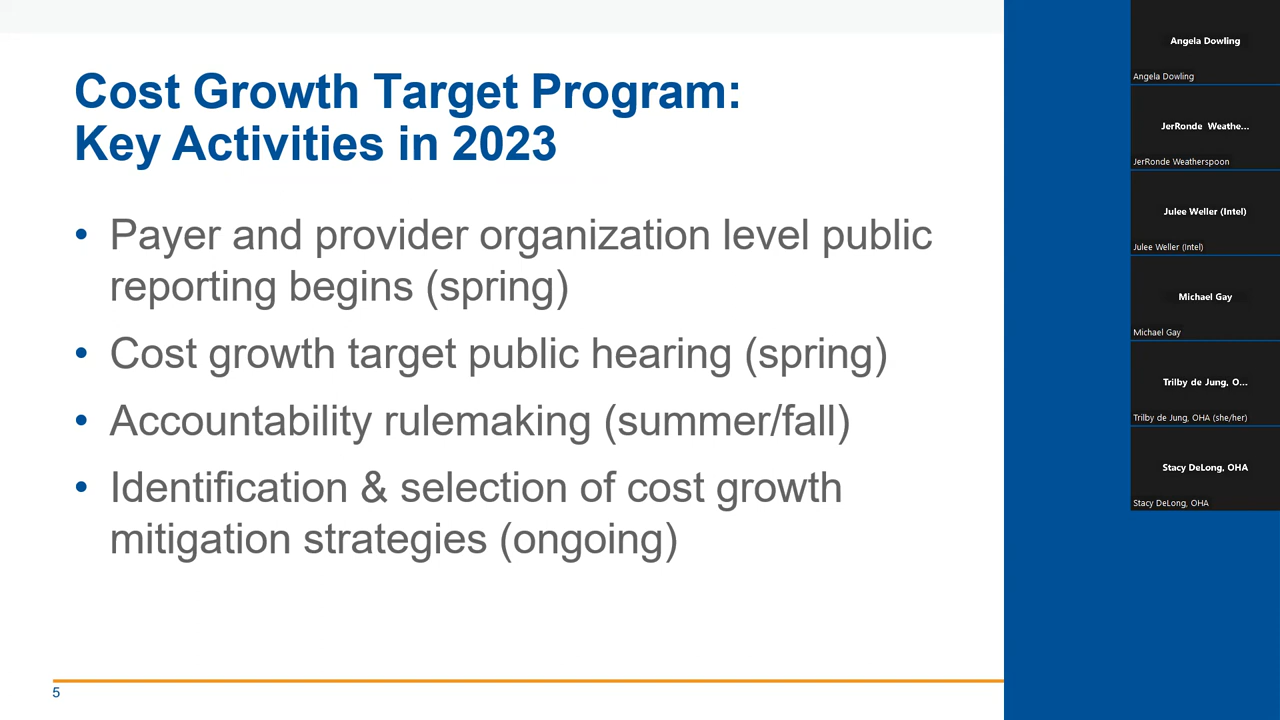 Cost Growth Target Program:
Key Activities in 2023
• Payer and provider organization level public
reporting begins (spring)
• Cost growth target public hearing (spring)
• Accountability rulemaking (summer/fall)
• Identification & selection of cost growth
mitigation strategies (ongoing)
5
Angela Dowling
Angela Dowling
JerRonde Weathe...
JerRonde Weatherspoon
Julee Weller (Intel)
Julee Weller (Intel)
Michael Gay
Michael Gay
Trilby de Jung, O...
Trilby de Jung, OHA (she/her)
Stacy DeLong, OHA
Stacy DeLong, OHA